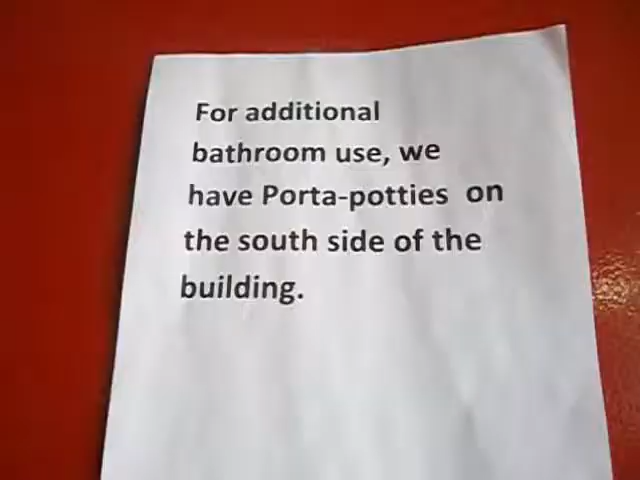 For additional
bathroom use, we
have Porta-potties on
the south side of the
building.